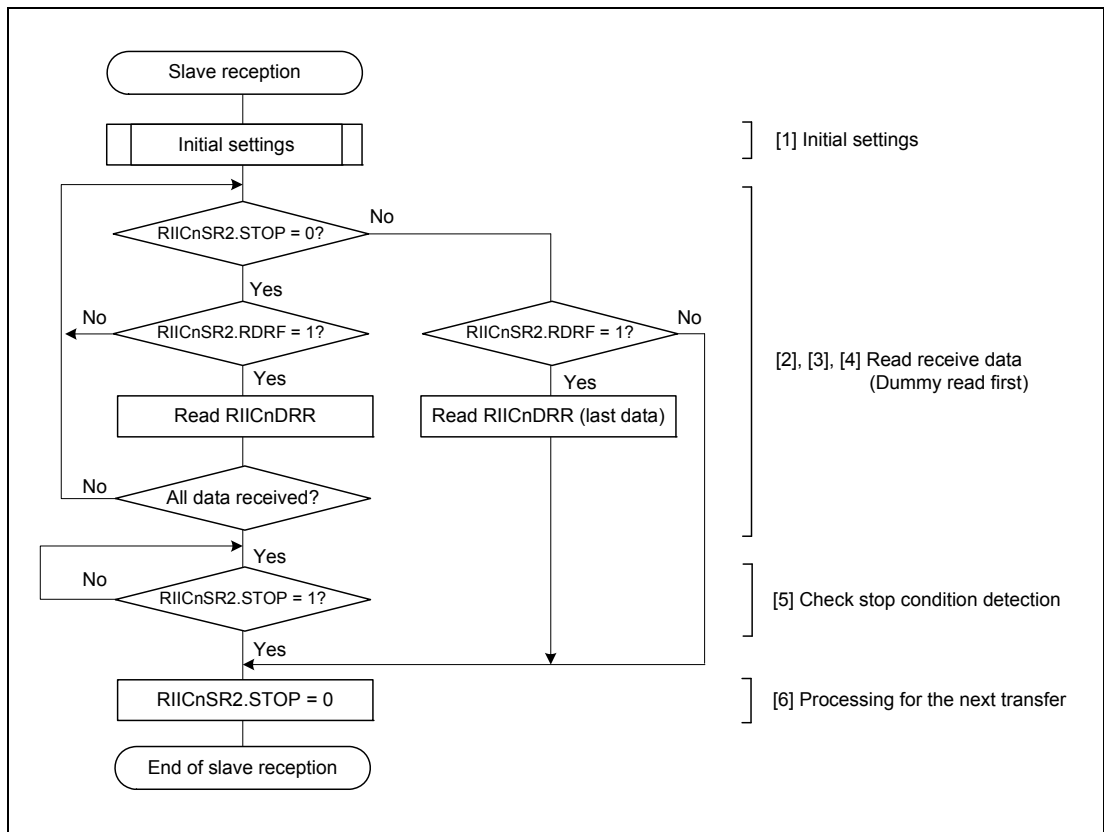 Slave reception
Initial settings
[1] Initial settings
No
RIICnSR2.STOP = 0?
Yes
No
RIICnSR2.RDRF = 1?
RIICnSR2.RDRF = 1?
No
[2], [3], [4] Read receive data
(Dummy read first)
Yes
Yes
Read RIICnDRR
Read RIICnDRR (last data)
No
All data received?
Yes
No
RIICnSR2.STOP = 1?
[5] Check stop condition detection
Yes
RIICnSR2.STOP = 0
[6] Processing for the next transfer
End of slave reception